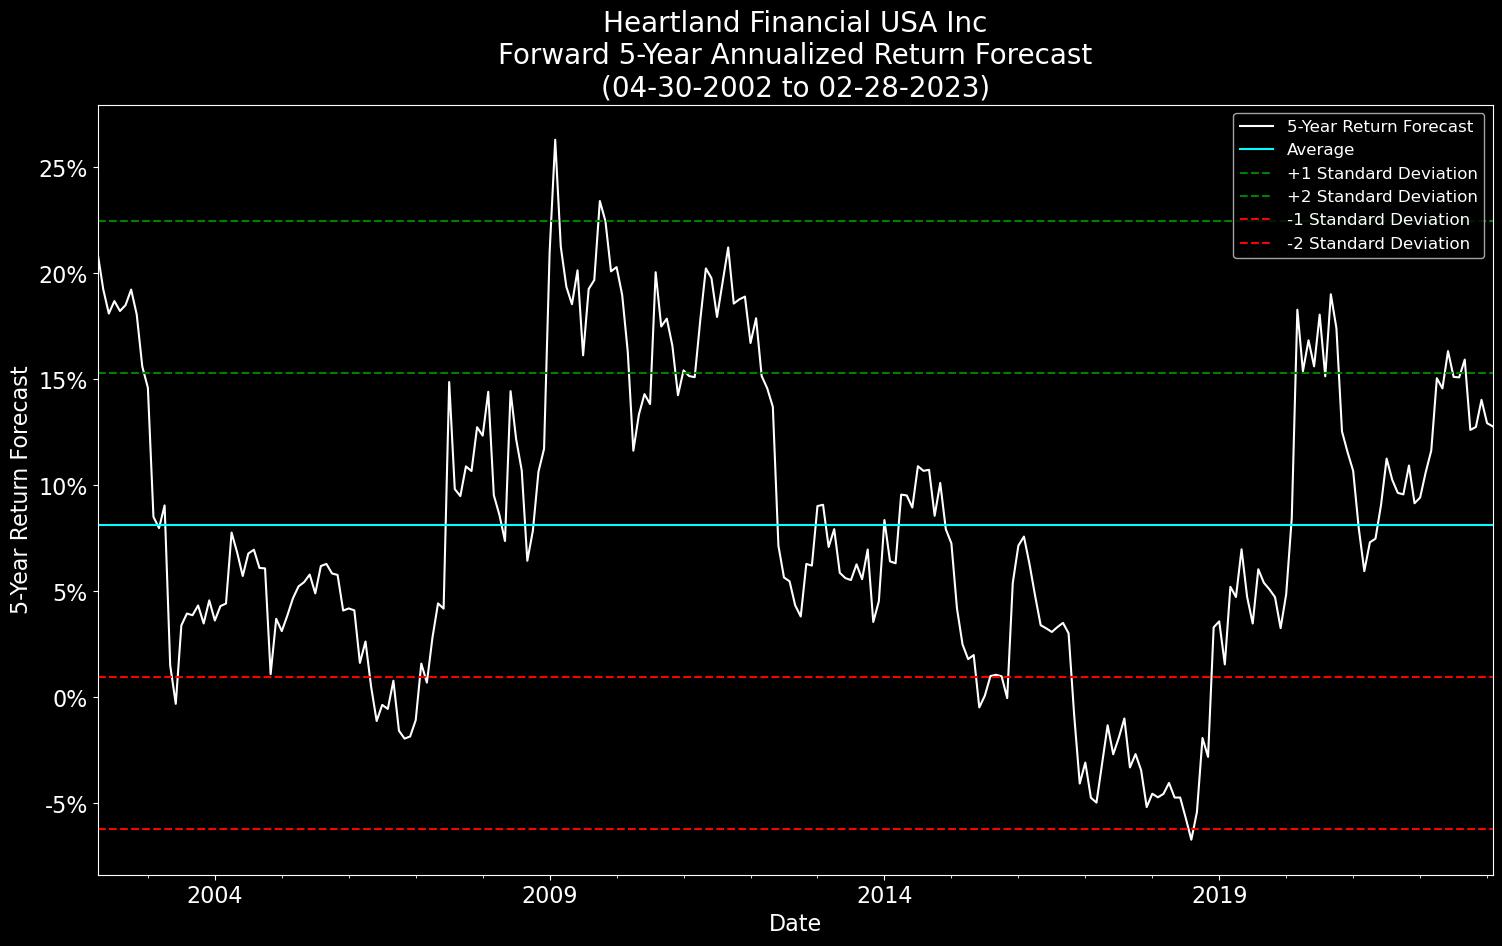 Heartland Financial USA Inc
Forward 5-Year Annualized Return Forecast
(04-30-2002 to 02-28-2023)
5-Year Return Forecast
Average
+1 Standard Deviation
+2 Standard Deviation
-1 Standard Deviation
-2 Standard Deviation
5-Year Return Forecast
25%
20%
15%
10%
5%
0%
-5%
2004 2009 2014 2019
Date